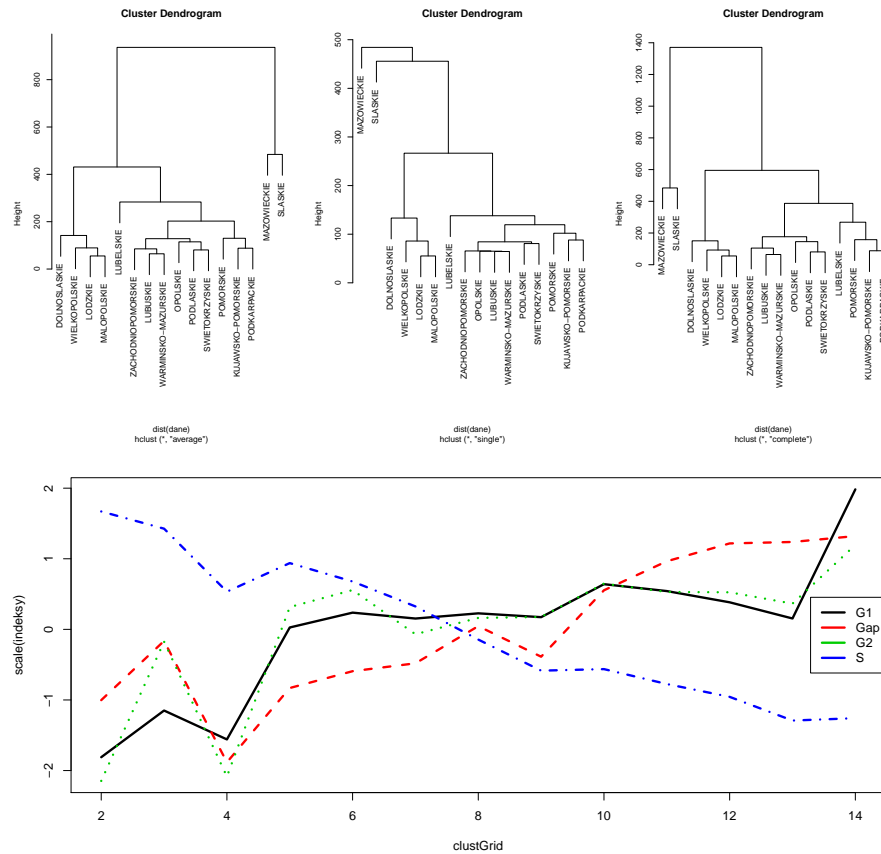 Cluster Dendrogram
Height
0
200
400
600
800
DOLNOSLASKIE
WIELKOPOLSKIE
LODZKIE
MALOPOLSKIE
LUBELSKIE
ZACHODNIOPOMORSKIE
LUBUSKIE
WARMINSKO−MAZURSKIE
OPOLSKIE
PODLASKIE
SWIETOKRZYSKIE
POMORSKIE
KUJAWSKO−POMORSKIE
PODKARPACKIE
MAZOWIECKIE
SLASKIE
dist(dane)
hclust (*, "average")
Cluster Dendrogram
Height
0
100
200
300
400
500
MAZOWIECKIE
SLASKIE
DOLNOSLASKIE
WIELKOPOLSKIE
LODZKIE
MALOPOLSKIE
LUBELSKIE
ZACHODNIOPOMORSKIE
OPOLSKIE
LUBUSKIE
WARMINSKO−MAZURSKIE
PODLASKIE
SWIETOKRZYSKIE
POMORSKIE
KUJAWSKO−POMORSKIE
PODKARPACKIE
dist(dane)
hclust (*, "single")
Cluster Dendrogram
Height
0
200
400
600
800
1000
1200
1400
MAZOWIECKIE
SLASKIE
DOLNOSLASKIE
WIELKOPOLSKIE
LODZKIE
MALOPOLSKIE
ZACHODNIOPOMORSKIE
LUBUSKIE
WARMINSKO−MAZURSKIE
OPOLSKIE
PODLASKIE
SWIETOKRZYSKIE
LUBELSKIE
POMORSKIE
KUJAWSKO−POMORSKIE
dist(dane)
hclust (*, "complete")
scale(indeksy)
2
1
0
−1
−2
G1
Gap
G2
S
2
4
6
8
10
12
14
clustGrid